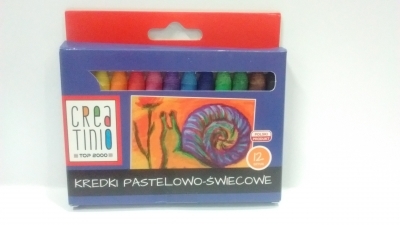 CREA
TINIO
TOP 2000
12
KREDKI PASTELOWO-ŚWIECOWE